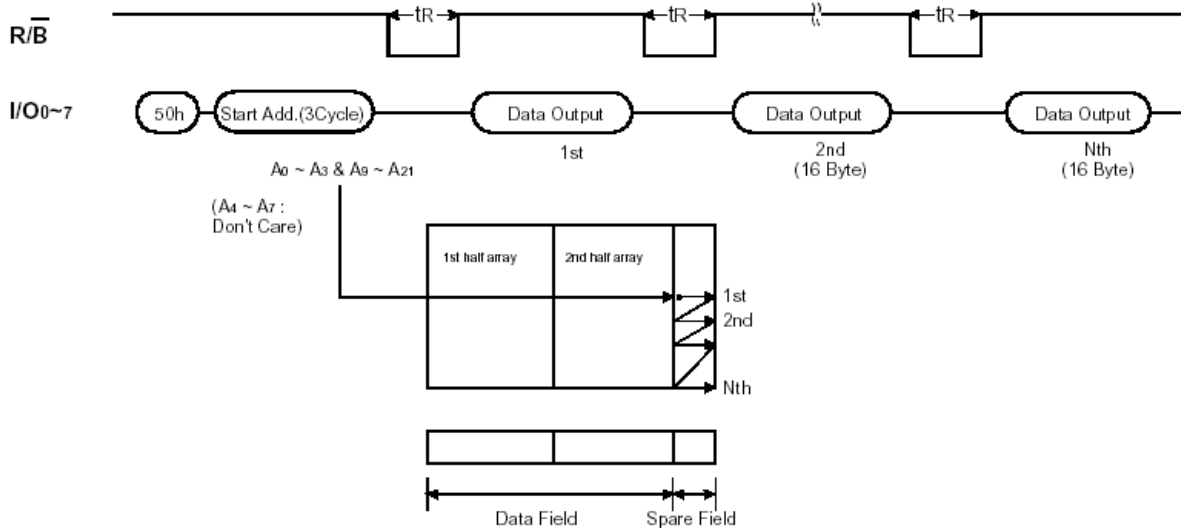 R/B
tR
tR
tR
I/O0~7
50h
Start Add.(3Cycle)
Data Output
Data Output
Data Output
1st
2nd
(16 Byte)
Nth
(16 Byte)
A0 ~ A3 & A9 ~ A21
(A4 ~ A7 :
Don't Care)
1st half array
2nd half array
1st
2nd
Nth
Data Field
Spare Field